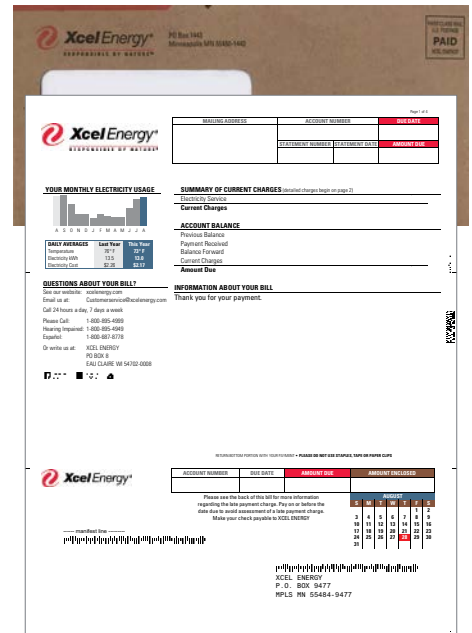 Xcel Energy®
RESPONSIBLE BY NATURE®
PO Box 1443
Minneapolis MN 55480-1443
PAID
Page 1 of 3
Xcel Energy®
RESPONSIBLE BY NATURE®
MAILING ADDRESS ACCOUNT NUMBER DUE DATE
STATEMENT NUMBER STATEMENT DATE AMOUNT DUE
YOUR MONTHLY ELECTRICITY USAGE
A S O N D J F M A M J J A
DAILY AVERAGES Last Year This Year
Temperature 70° F 72° F
Electricity kWh 13.5 13.0
Electricity Cost $2.20 $2.17
QUESTIONS ABOUT YOUR BILL?
See our website: xcelenergy.com
Email us at: Customerservice@xcelenergy.com
Call 24 hours a day, 7 days a week
Please Call: 1-800-895-4999
Hearing Impaired: 1-800-895-4949
Español: 1-800-687-8778
Or write us at: XCEL ENERGY
PO BOX 8
EAU CLAIRE WI 54702-0008
SUMMARY OF CURRENT CHARGES (detailed charges begin on page 2)
Electricity Service
Current Charges
ACCOUNT BALANCE
Previous Balance
Payment Received
Balance Forward
Current Charges
Amount Due
INFORMATION ABOUT YOUR BILL
Thank you for your payment.
RETURN BOTTOM PORTION WITH YOUR PAYMENT • PLEASE DO NOT USE STAPLES, TAPE OR PAPER CLIPS
Xcel Energy®
ACCOUNT NUMBER DUE DATE AMOUNT DUE AMOUNT ENCLOSED
Please see the back of this bill for more information
regarding the late payment charge. Pay on or before the
date due to avoid assessment of a late payment charge.
Make your check payable to XCEL ENERGY
AUGUST
S M T W T F S
1 2
3 4 5 6 7 8 9
10 11 12 13 14 15 16
17 18 19 20 21 22 23
24 25 26 27 28 29 30
31
manifest line
XCEL ENERGY
P.O. BOX 9477
MPLS MN 55484-9477